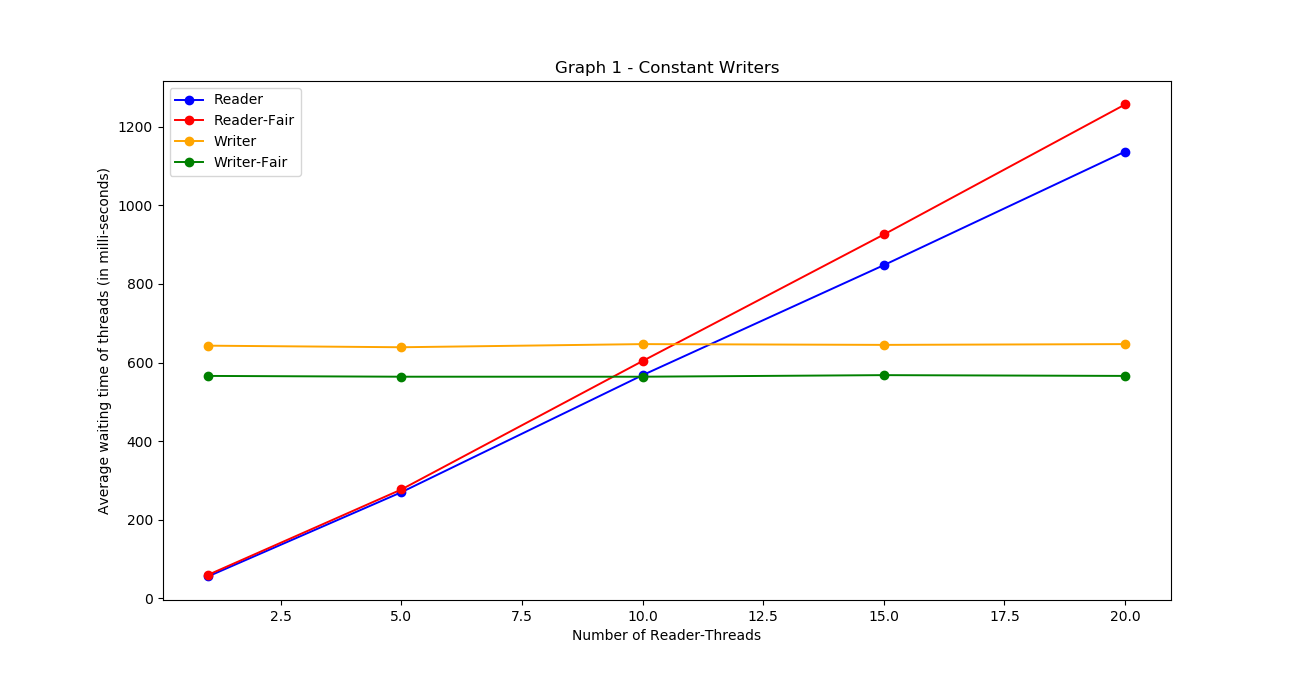 Graph 1 - Constant Writers
Reader
Reader-Fair
Writer
Writer-Fair
Average waiting time of threads (in milli-seconds)
1200
1000
800
600
400
200
0
2.5 5.0 7.5 10.0 12.5 15.0 17.5 20.0
Number of Reader-Threads